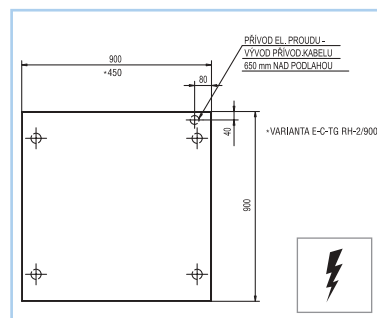 PŘÍVOD EL. PROUDU -
VÝVOD PŘÍVOD.KABELU
650 mm NAD PODLAHOU
900
*450
80
40
*VARIANTA E-C-TG RH-2/900
900